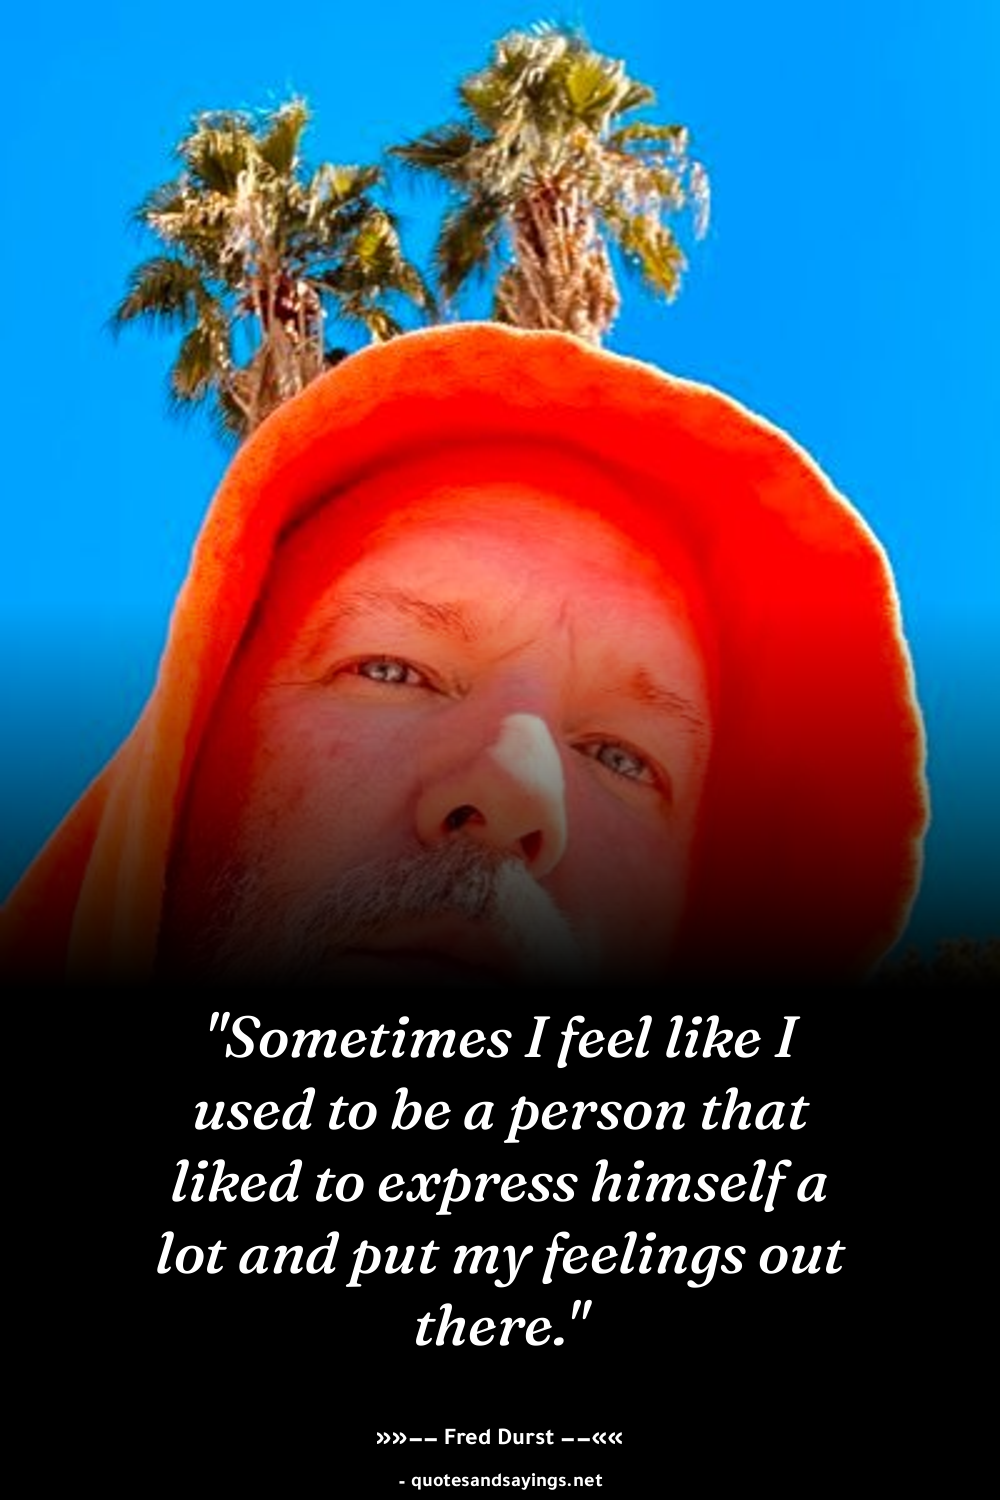 "Sometimes I feel like I
used to be a person that
liked to express himself a
lot and put my feelings out
there."
»»–– Fred Durst ––««
- quotesandsayings.net